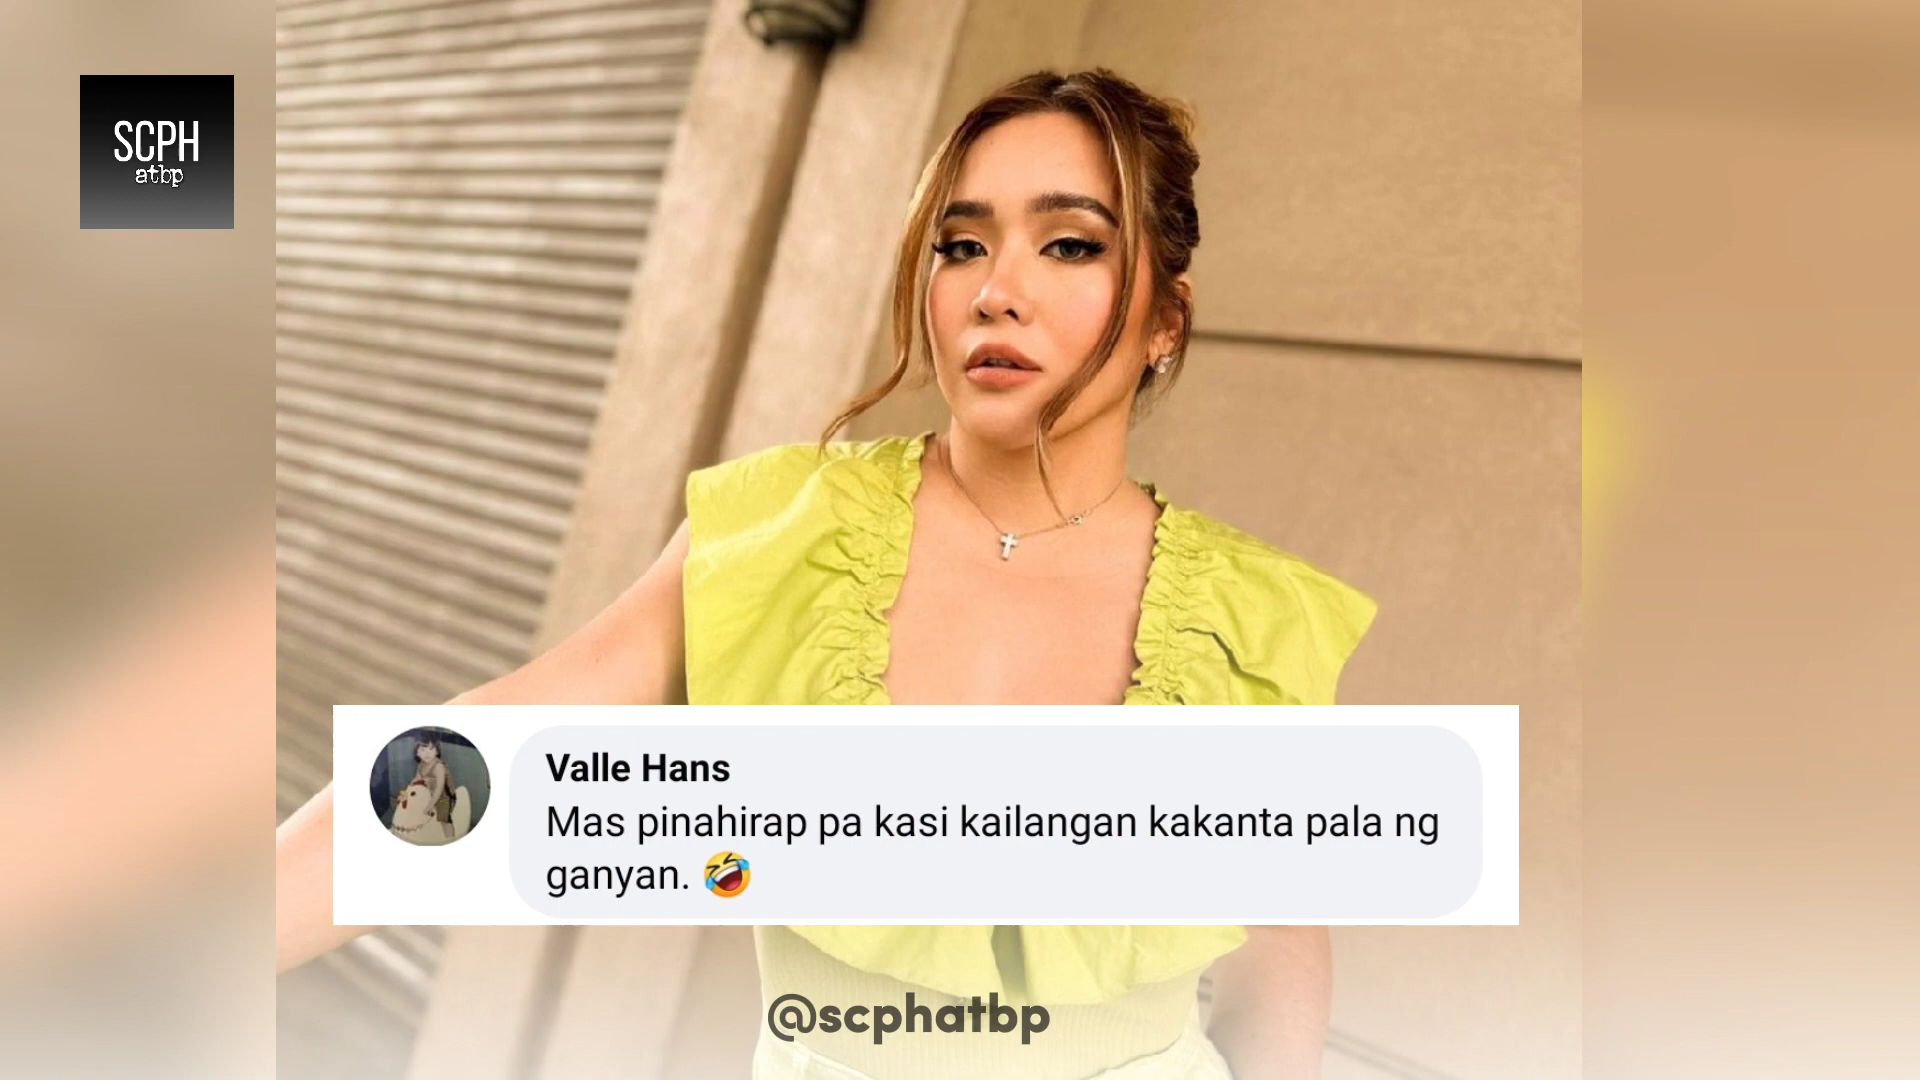 SCPH
atbp
Valle Hans
Mas pinahirap pa kasi kailangan kakanta pala ng
ganyan. 🤣
@scphatbp